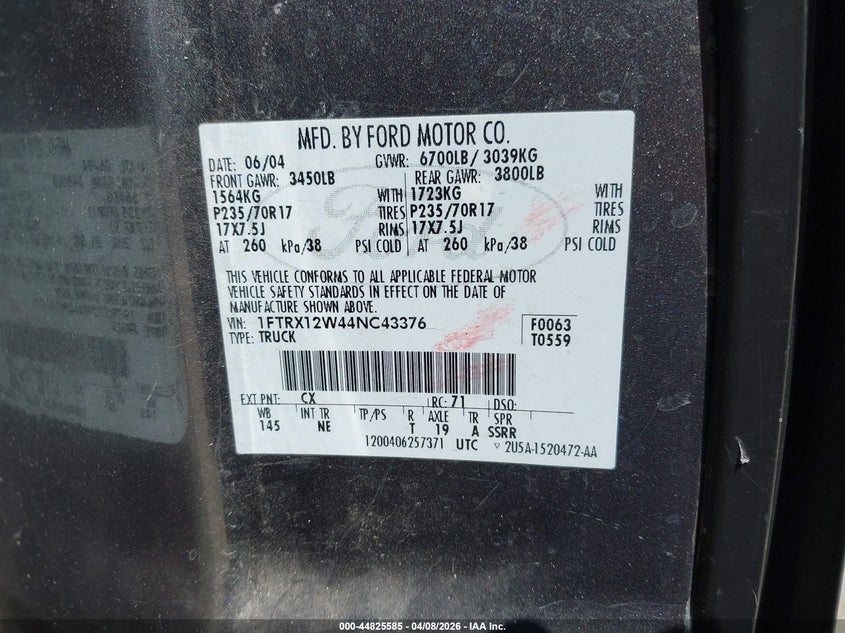 MFD. BY FORD MOTOR CO.
DATE: 06/04 GVWR: 6700LB/ 3039KG
FRONT GAWR: 3450LB REAR GAWR: 3800LB
1564KG WITH 1723KG WITH
P235/70R17 TIRES P235/70R17 TIRES
17X7.5J RIMS 17X7.5J RIMS
AT 260 kPa/38 PSI COLD AT 260 kPa/38 PSI COLD
Ford
THIS VEHICLE CONFORMS TO ALL APPLICABLE FEDERAL MOTOR
VEHICLE SAFETY STANDARDS IN EFFECT ON THE DATE OF
MANUFACTURE SHOWN ABOVE.
VIN: 1FTRX12W44NC43376 F0063
TYPE: TRUCK T0559
EXT PNT: CX RC: 71 DSO:
WB INT TR TP/PS R AXLE TR SPR
145 NE T 19 A SSRR
1200406257371 UTC ▽ 2U5A-1520472-AA
000-44825585 - 04/08/2026 - IAA Inc.